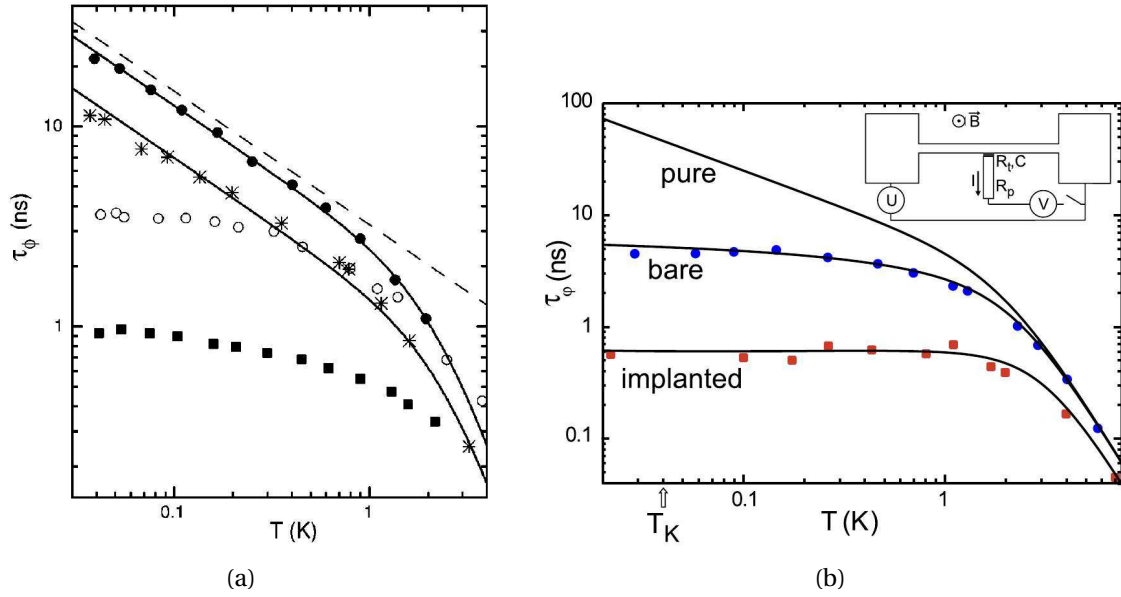 10
1
τφ (ns)
0.1
1
T (K)
(a)
100
10
1
0.1
τφ (ns)
pure
bare
implanted
B
Rt,C
I
Rp
U
V
0.1
1
TK
T (K)
(b)